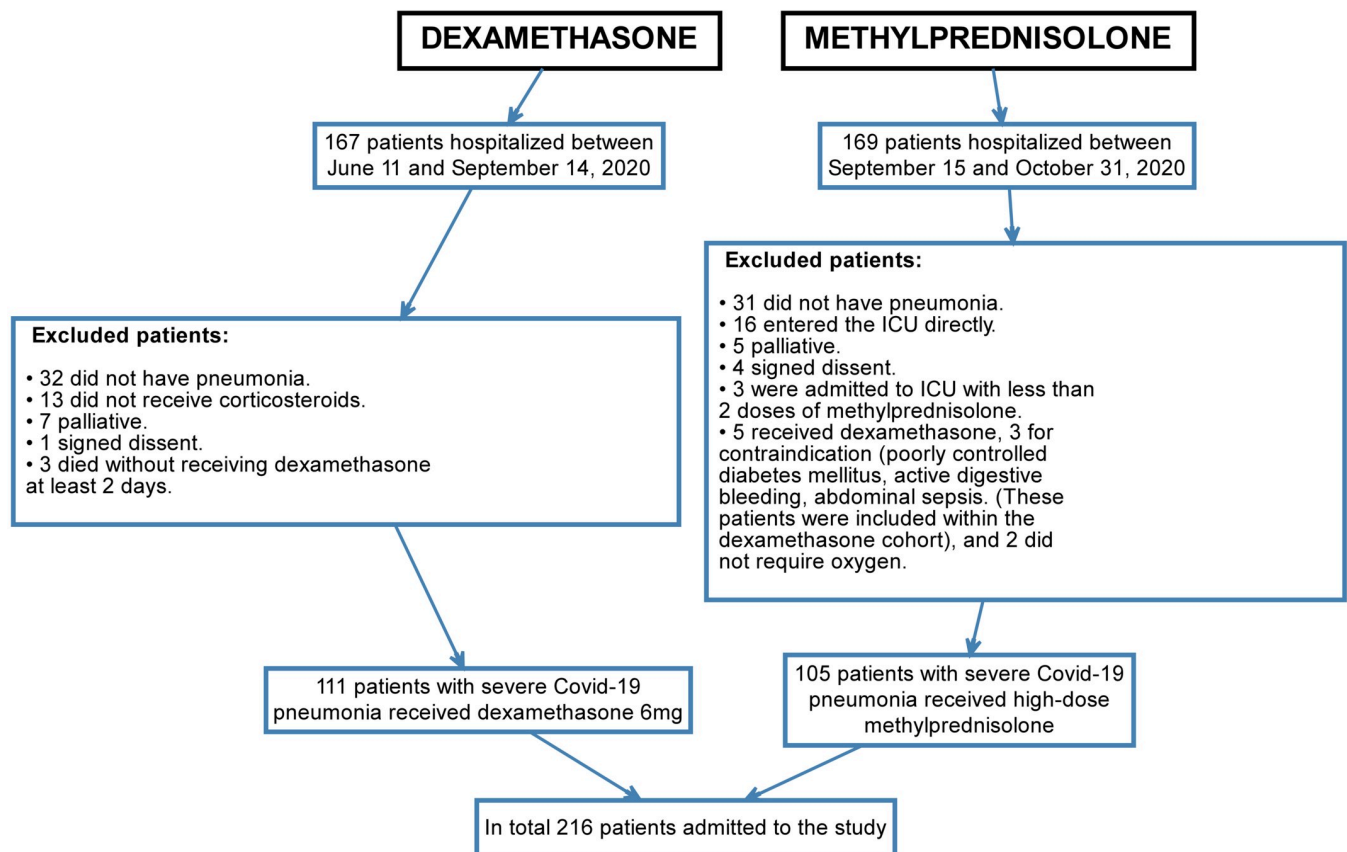 DEXAMETHASONE
167 patients hospitalized between
June 11 and September 14, 2020
Excluded patients:
• 32 did not have pneumonia.
• 13 did not receive corticosteroids.
• 7 palliative.
• 1 signed dissent.
• 3 died without receiving dexamethasone
at least 2 days.
111 patients with severe Covid-19
pneumonia received dexamethasone 6mg
METHYLPREDNISOLONE
169 patients hospitalized between
September 15 and October 31, 2020
Excluded patients:
• 31 did not have pneumonia.
• 16 entered the ICU directly.
• 5 palliative.
• 4 signed dissent.
• 3 were admitted to ICU with less than
2 doses of methylprednisolone.
• 5 received dexamethasone, 3 for
contraindication (poorly controlled
diabetes mellitus, active digestive
bleeding, abdominal sepsis. (These
patients were included within the
dexamethasone cohort), and 2 did
not require oxygen.
105 patients with severe Covid-19
pneumonia received high-dose
methylprednisolone
In total 216 patients admitted to the study